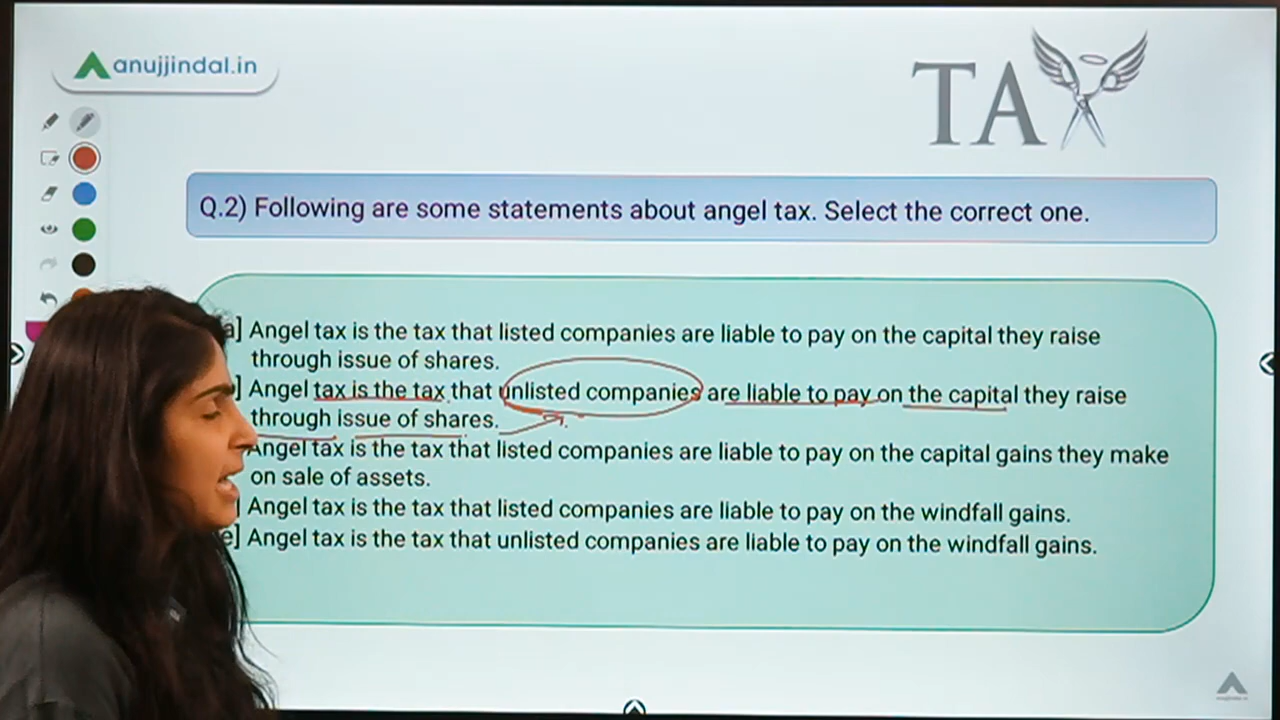 anujjindal.in
TAX
Q.2) Following are some statements about angel tax. Select the correct one.
a] Angel tax is the tax that listed companies are liable to pay on the capital they raise
through issue of shares.
] Angel tax is the tax that unlisted companies are liable to pay on the capital they raise
through issue of shares.
Angel tax is the tax that listed companies are liable to pay on the capital gains they make
on sale of assets.
] Angel tax is the tax that listed companies are liable to pay on the windfall gains.
e] Angel tax is the tax that unlisted companies are liable to pay on the windfall gains.